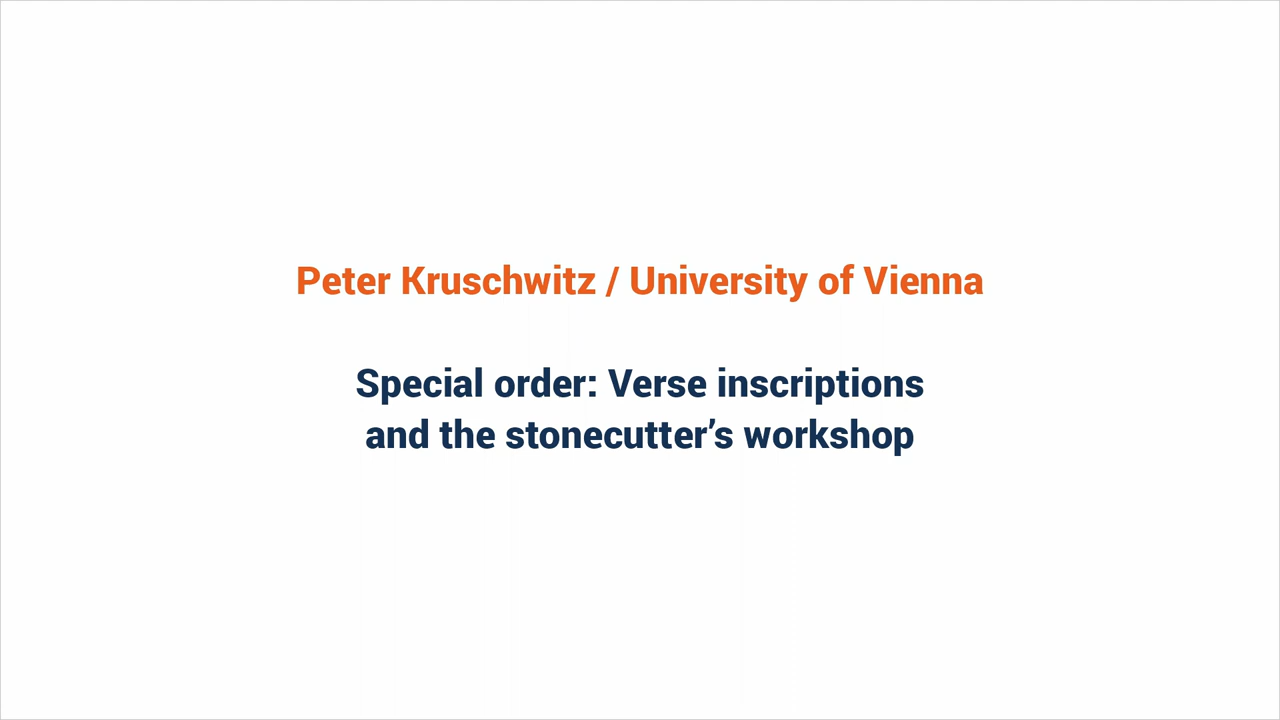 Peter Kruschwitz / University of Vienna
Special order: Verse inscriptions
and the stonecutter’s workshop